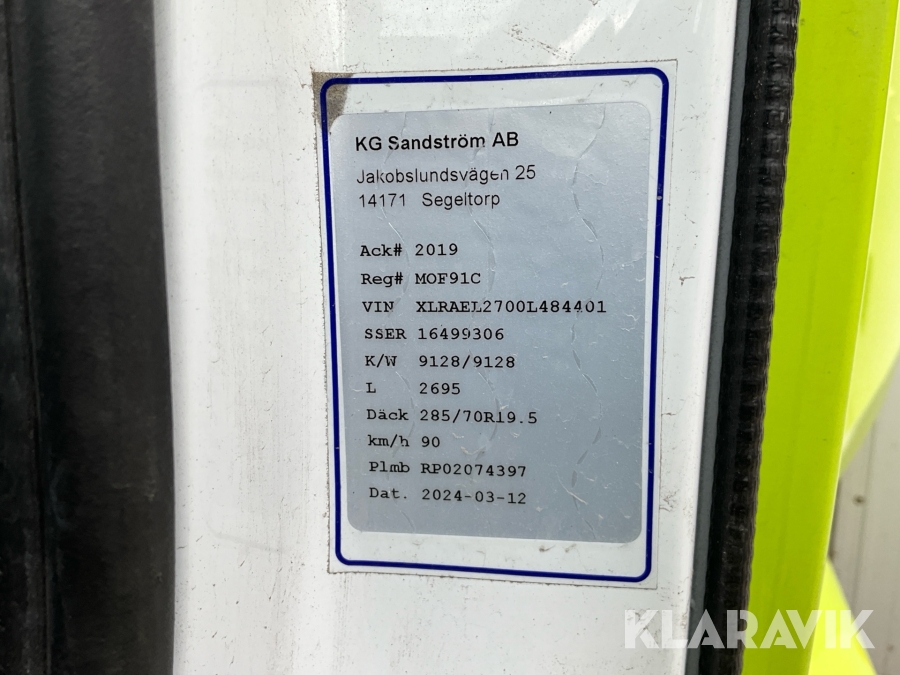 KG Sandström AB
Jakobslundsvägen 25
14171 Segeltorp
Ack# 2019
Reg# MOF91C
VIN XLRAEL2700L484401
SSER 16499306
K/W 9128/9128
L 2695
Däck 285/70R19.5
km/h 90
Plmb RP02074397
Dat. 2024-03-12
KLARAVIK